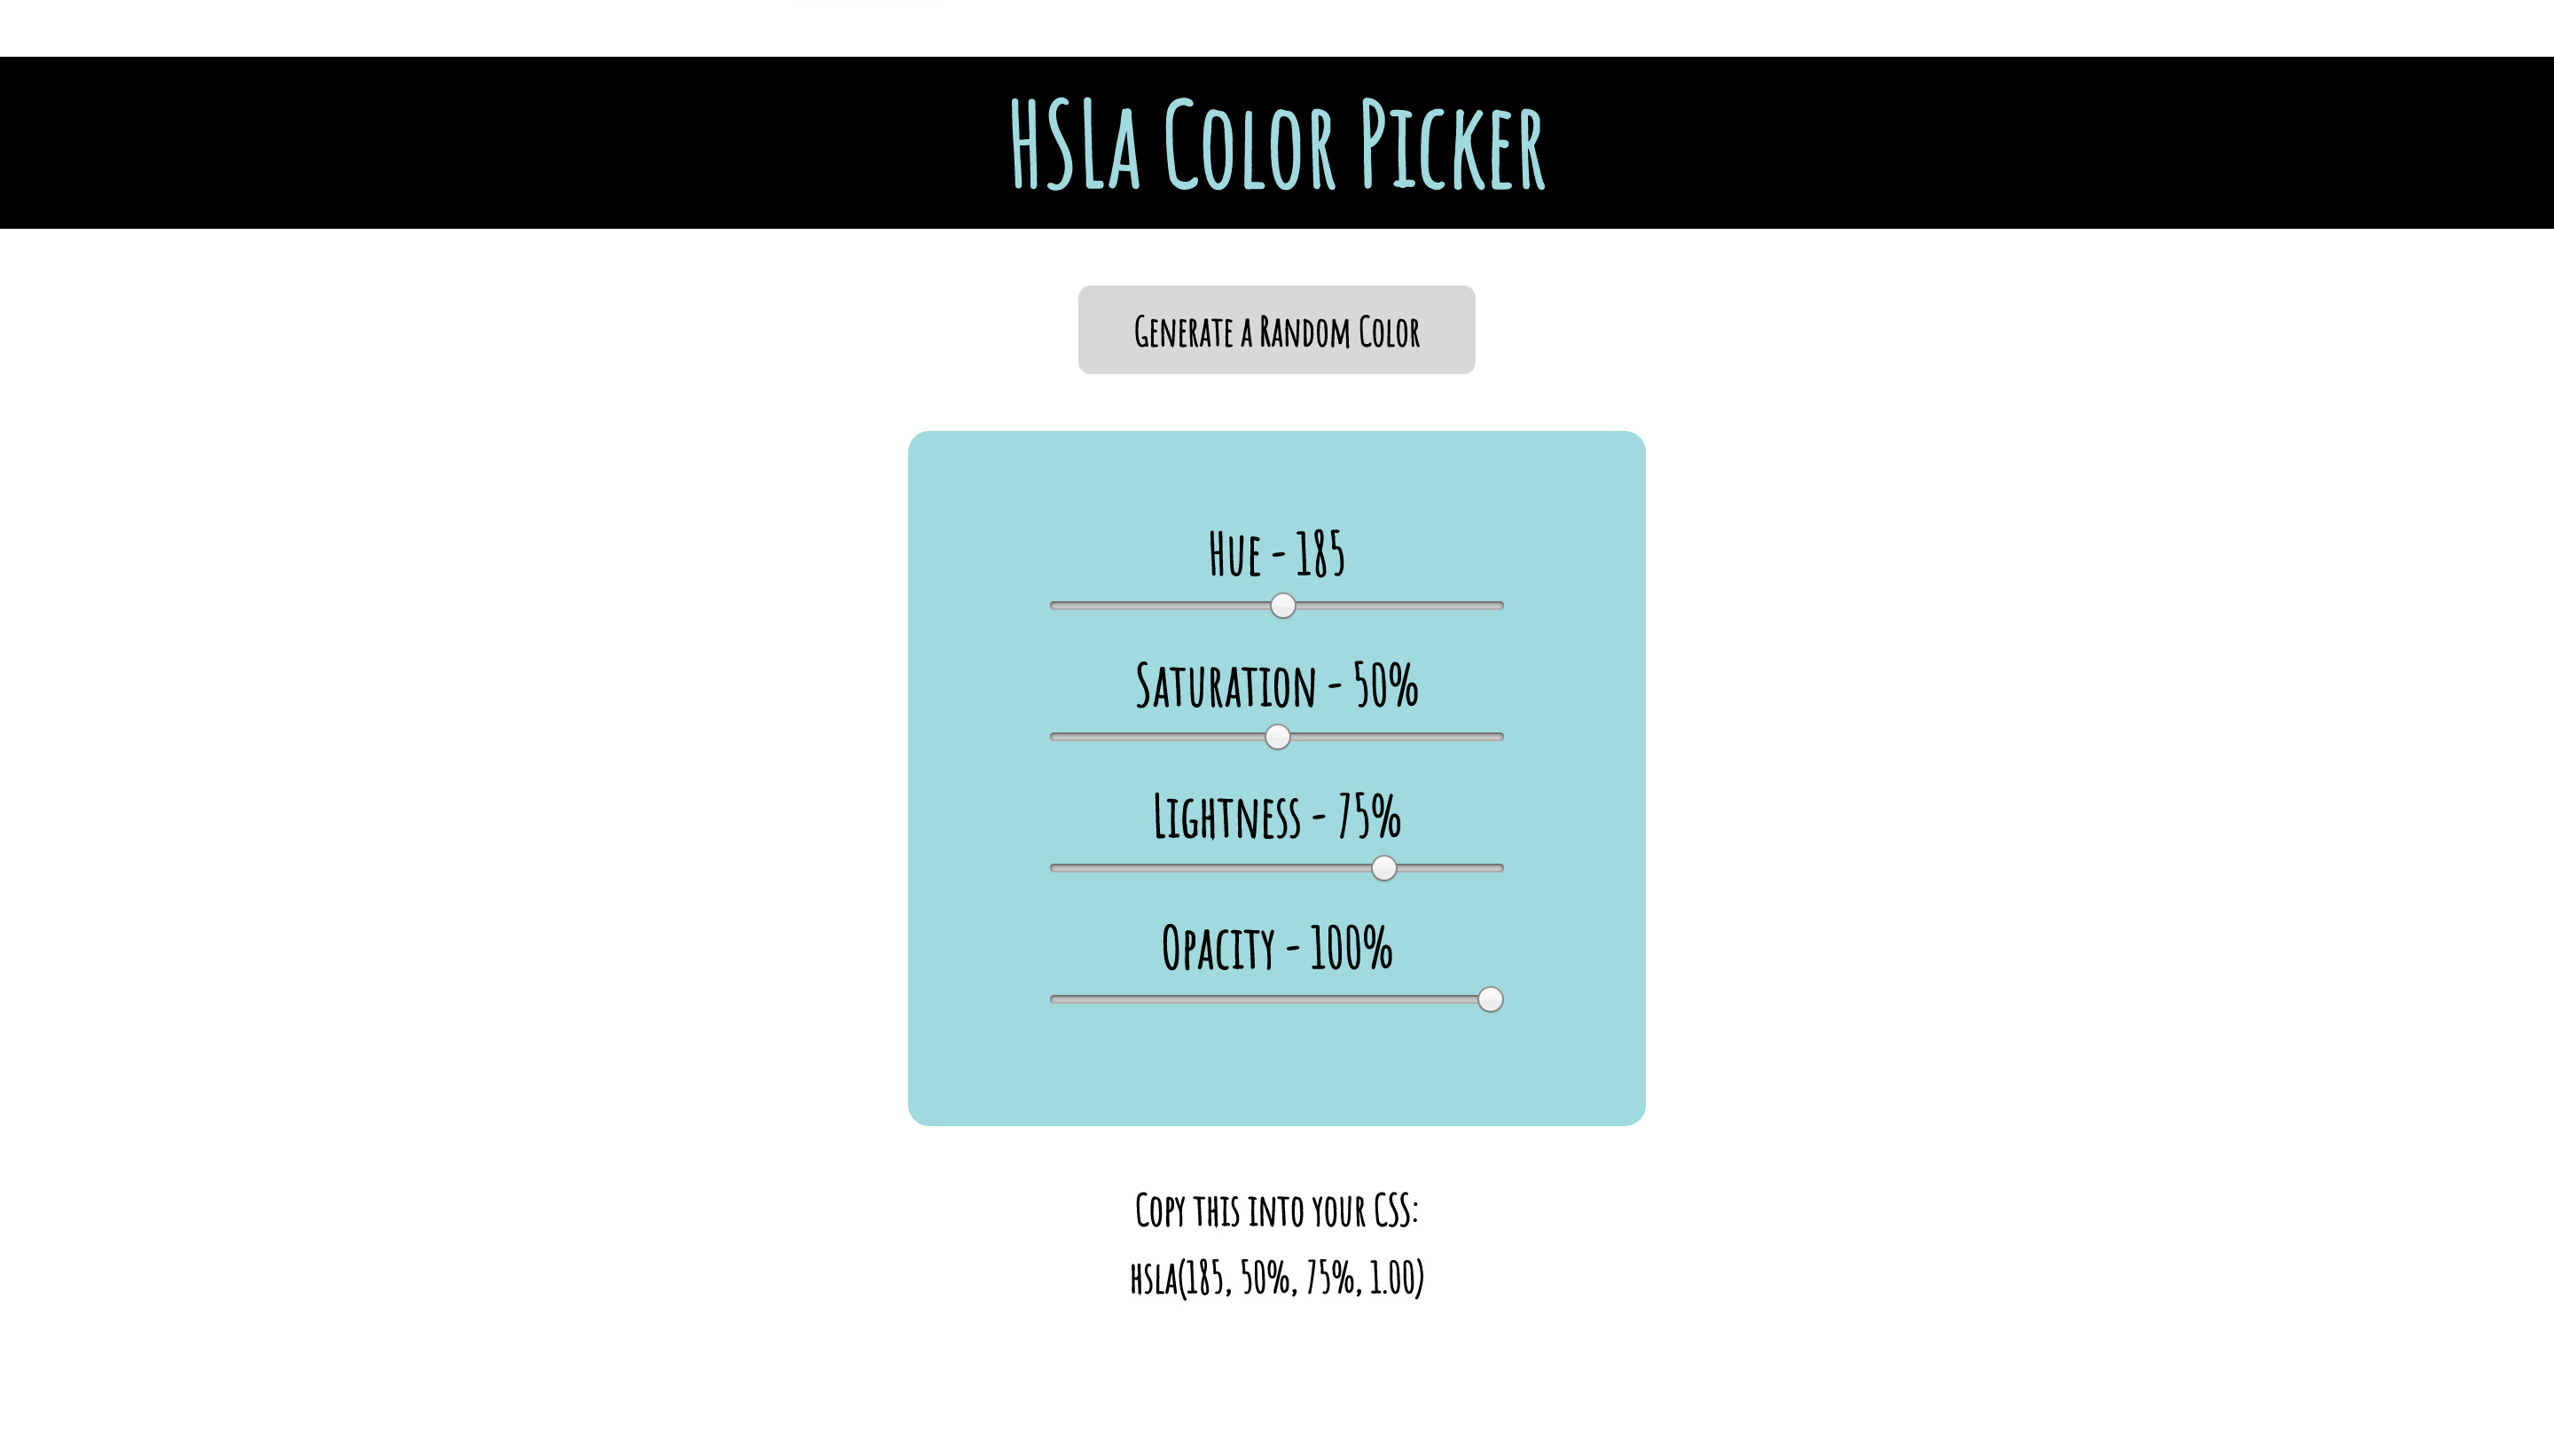 HSLA Color Picker
Generate a Random Color
Hue - 185
Saturation - 50%
Lightness - 75%
Opacity - 100%
Copy this into your CSS:
hsla(185, 50%, 75%, 1.00)